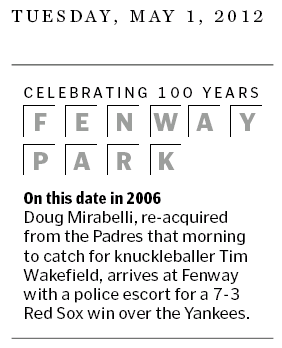 TUESDAY, MAY 1, 2012
CELEBRATING 100 YEARS
FENWAY
PARK
On this date in 2006
Doug Mirabelli, re-acquired
from the Padres that morning
to catch for knuckleballer Tim
Wakefield, arrives at Fenway
with a police escort for a 7-3
Red Sox win over the Yankees.